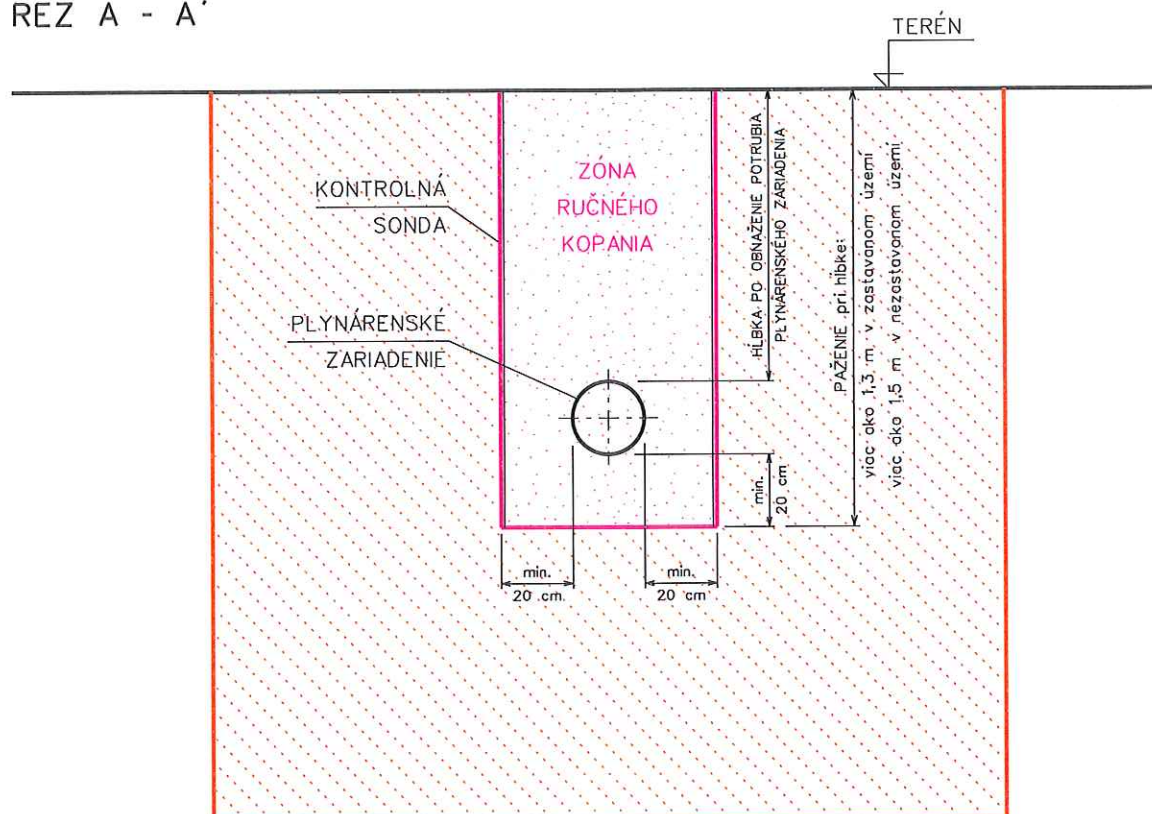 REZ A - A'
TERÉN
KONTROLNÁ
SONDA
ZÓNA
RUČNÉHO
KOPANIA
PLYNÁRENSKÉ
ZARIADENIE
HĹBKA PO OBNAŽENIE POTRUBIA
PLYNÁRENSKÉHO ZARIADENIA
PAŽENIE pri hĺbke:
viac ako 1,3 m v zastavanom území
viac ako 1,5 m v nezastavanom území
min.
20 cm
min.
20 cm
min.
20 cm